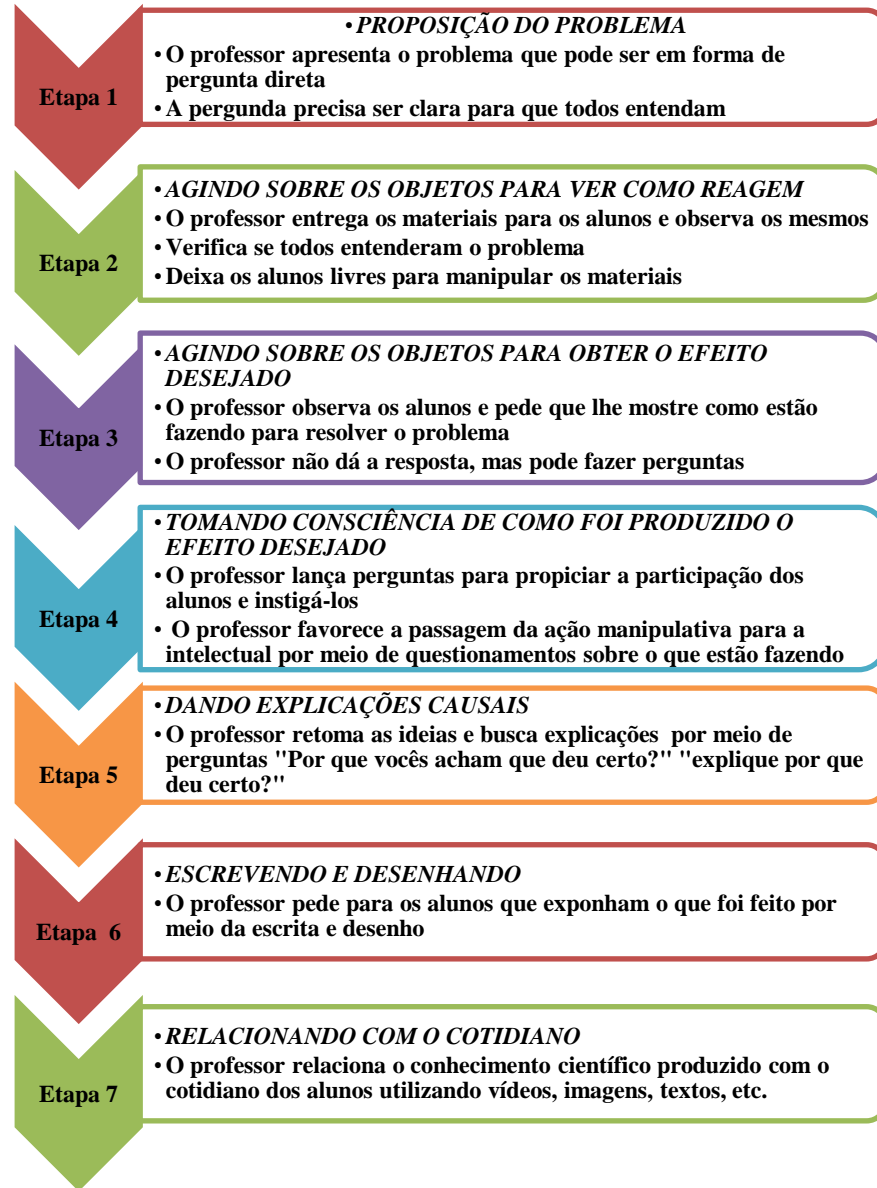 •PROPOSIÇÃO DO PROBLEMA
•O professor apresenta o problema que pode ser em forma de
pergunta direta
•A pergunda precisa ser clara para que todos entendam
Etapa 1
•AGINDO SOBRE OS OBJETOS PARA VER COMO REAGEM
•O professor entrega os materiais para os alunos e observa os mesmos
•Verifica se todos entenderam o problema
•Deixa os alunos livres para manipular os materiais
Etapa 2
•AGINDO SOBRE OS OBJETOS PARA OBTER O EFEITO
DESEJADO
•O professor observa os alunos e pede que lhe mostre como estão
fazendo para resolver o problema
•O professor não dá a resposta, mas pode fazer perguntas
Etapa 3
•TOMANDO CONSCIÊNCIA DE COMO FOI PRODUZIDO O
EFEITO DESEJADO
•O professor lança perguntas para propiciar a participação dos
alunos e instigá-los
• O professor favorece a passagem da ação manipulativa para a
intelectual por meio de questionamentos sobre o que estão fazendo
Etapa 4
•DANDO EXPLICAÇÕES CAUSAIS
•O professor retoma as ideias e busca explicações por meio de
perguntas "Por que vocês acham que deu certo?" "explique por que
deu certo?"
Etapa 5
•ESCREVENDO E DESENHANDO
•O professor pede para os alunos que exponham o que foi feito por
meio da escrita e desenho
Etapa 6
•RELACIONANDO COM O COTIDIANO
•O professor relaciona o conhecimento científico produzido com o
cotidiano dos alunos utilizando vídeos, imagens, textos, etc.
Etapa 7